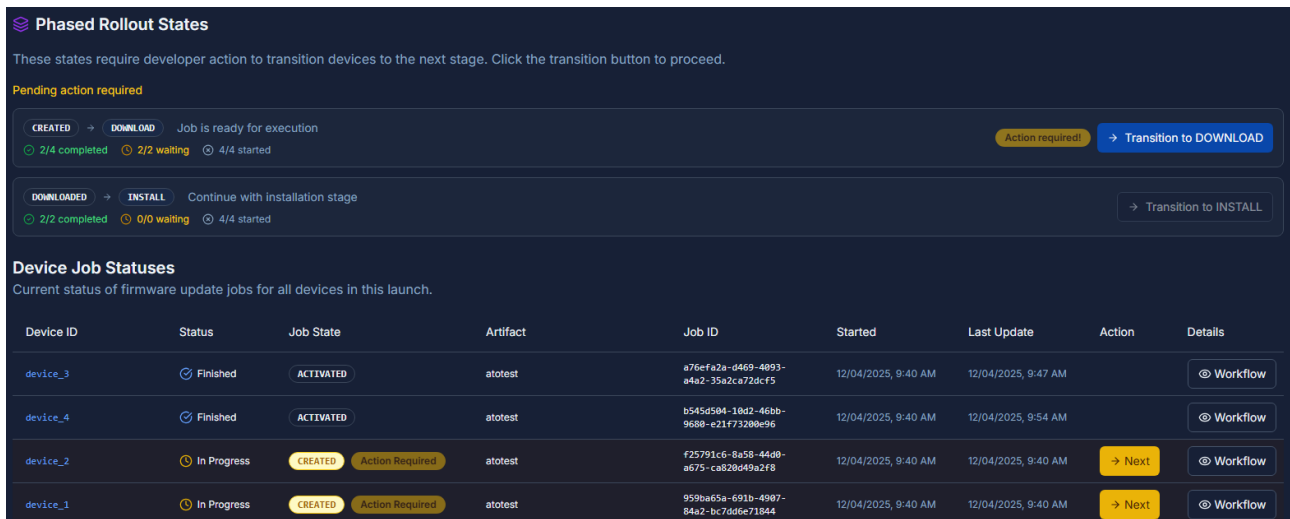 Phased Rollout States
These states require developer action to transition devices to the next stage. Click the transition button to proceed.
Pending action required
CREATED → DOWNLOAD Job is ready for execution
2/4 completed 2/2 waiting 4/4 started
Action required! → Transition to DOWNLOAD
DOWNLOADED → INSTALL Continue with installation stage
2/2 completed 0/0 waiting 4/4 started
→ Transition to INSTALL
Device Job Statuses
Current status of firmware update jobs for all devices in this launch.
Device ID Status Job State Artifact Job ID Started Last Update Action Details
device_3 Finished ACTIVATED atotest a76efa2a-d469-4093-
a4a2-35a2ca72dcf5 12/04/2025, 9:40 AM 12/04/2025, 9:47 AM Workflow
device_4 Finished ACTIVATED atotest b545d504-10d2-46bb-
9680-e21f73200e96 12/04/2025, 9:40 AM 12/04/2025, 9:54 AM Workflow
device_2 In Progress CREATED Action Required atotest f25791c6-8a58-44d0-
a675-ca820d49a2f8 12/04/2025, 9:40 AM 12/04/2025, 9:40 AM → Next Workflow
device_1 In Progress CREATED Action Required atotest 959ba65a-691b-4907-
84a2-bc7dd6e71844 12/04/2025, 9:40 AM 12/04/2025, 9:40 AM → Next Workflow